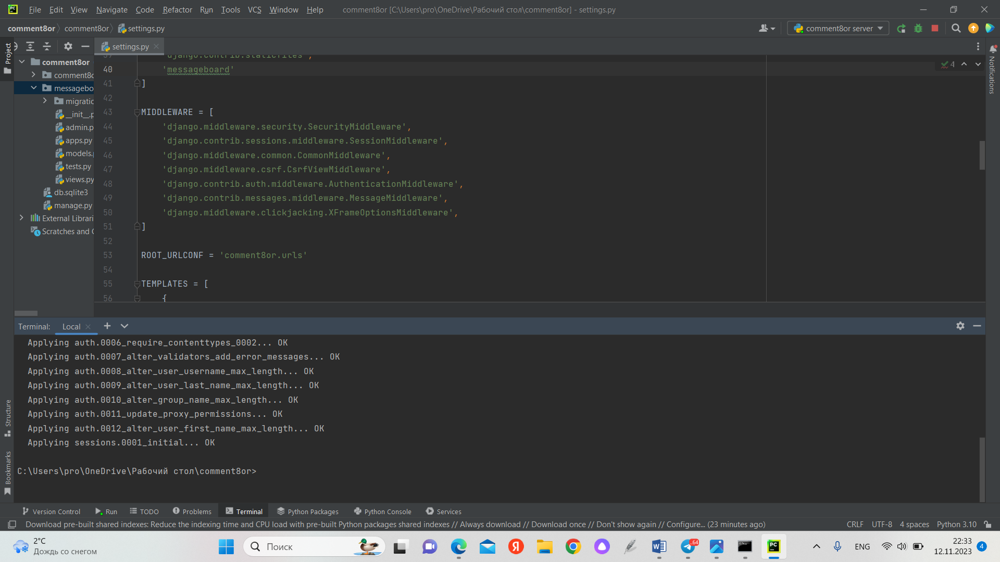 File Edit View Navigate Code Refactor Run Tools VCS Window Help comment8or [C:\Users\pro\OneDrive\Рабочий стол\comment8or] - settings.py
comment8or comment8or settings.py
comment8or server
Project
settings.py
Notifications
comment8or
comment8o
messagebo
migratio
__init__.p
admin.p
apps.py
models.
tests.py
views.py
db.sqlite3
manage.py
External Librari
Scratches and C
django.contrib.staticfiles',
40 'messageboard'
4
41 ]
42
43 MIDDLEWARE = [
44 'django.middleware.security.SecurityMiddleware',
45 'django.contrib.sessions.middleware.SessionMiddleware',
46 'django.middleware.common.CommonMiddleware',
47 'django.middleware.csrf.CsrfViewMiddleware',
48 'django.contrib.auth.middleware.AuthenticationMiddleware',
49 'django.contrib.messages.middleware.MessageMiddleware',
50 'django.middleware.clickjacking.XFrameOptionsMiddleware',
51 ]
52
53 ROOT_URLCONF = 'comment8or.urls'
54
55 TEMPLATES = [
56 {
Terminal: Local
Applying auth.0006_require_contenttypes_0002... OK
Applying auth.0007_alter_validators_add_error_messages... OK
Applying auth.0008_alter_user_username_max_length... OK
Applying auth.0009_alter_user_last_name_max_length... OK
Applying auth.0010_alter_group_name_max_length... OK
Applying auth.0011_update_proxy_permissions... OK
Applying auth.0012_alter_user_first_name_max_length... OK
Applying sessions.0001_initial... OK
C:\Users\pro\OneDrive\Рабочий стол\comment8or>
Structure
Bookmarks
Version Control Run TODO Problems Terminal Python Packages Python Console Services
Download pre-built shared indexes: Reduce the indexing time and CPU load with pre-built Python packages shared indexes // Always download // Download once // Don't show again // Configure... (23 minutes ago) CRLF UTF-8 4 spaces Python 3.10
2°C
Дождь со снегом
Поиск
.64
ENG
22:33
12.11.2023
4